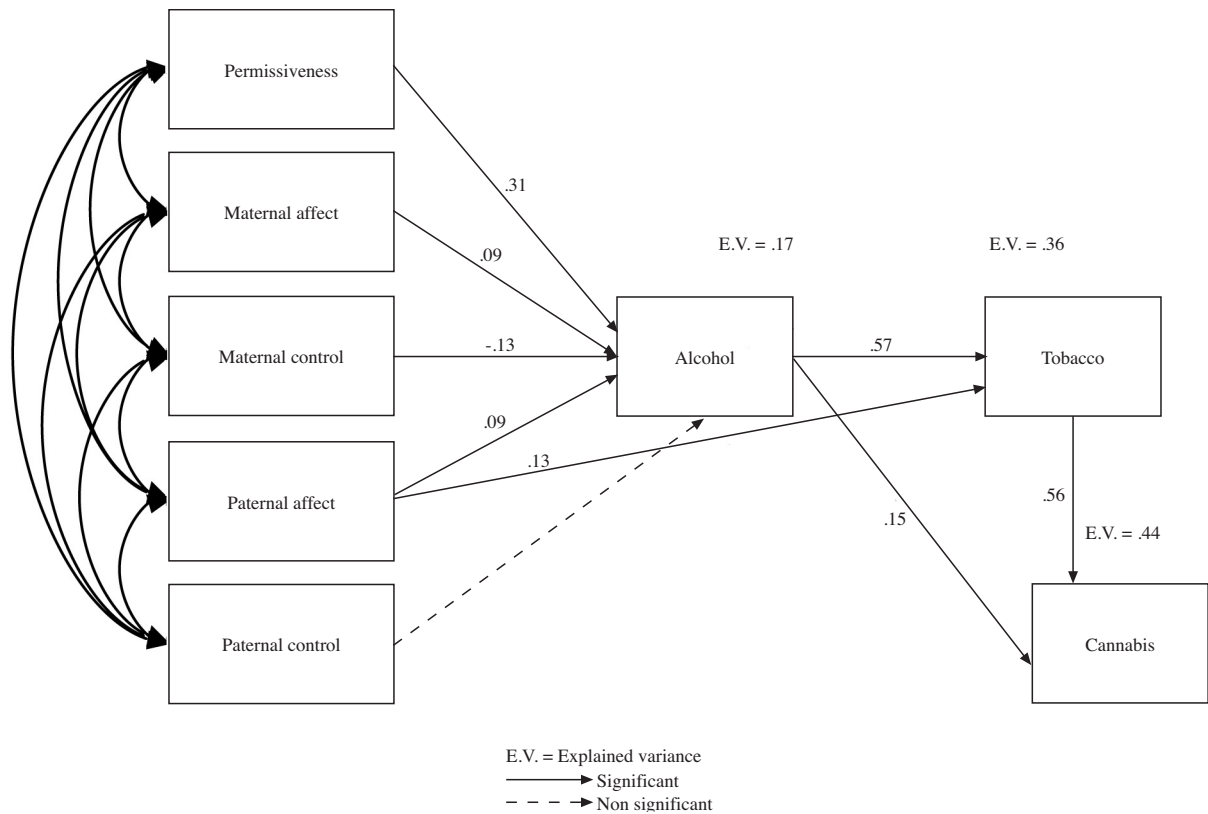 Permissiveness
.31
Maternal affect
.09
E.V. = .17
E.V. = .36
Maternal control
-.13
Alcohol
.57
Tobacco
.09
.13
Paternal affect
.15
.56
E.V. = .44
Paternal control
Cannabis
E.V. = Explained variance
Significant
Non significant